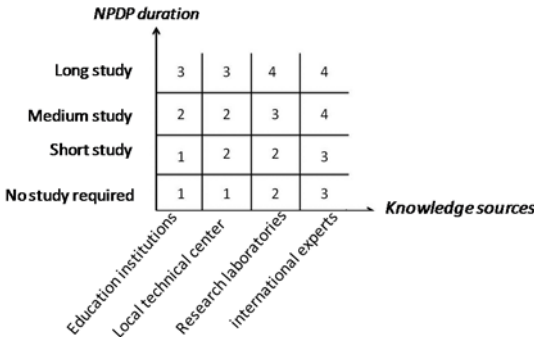 NPDP duration
Long study 3 3 4 4
Medium study 2 2 3 4
Short study 1 2 2 3
No study required 1 1 2 3
Knowledge sources
Education institutions
Local technical center
Research laboratories
international experts